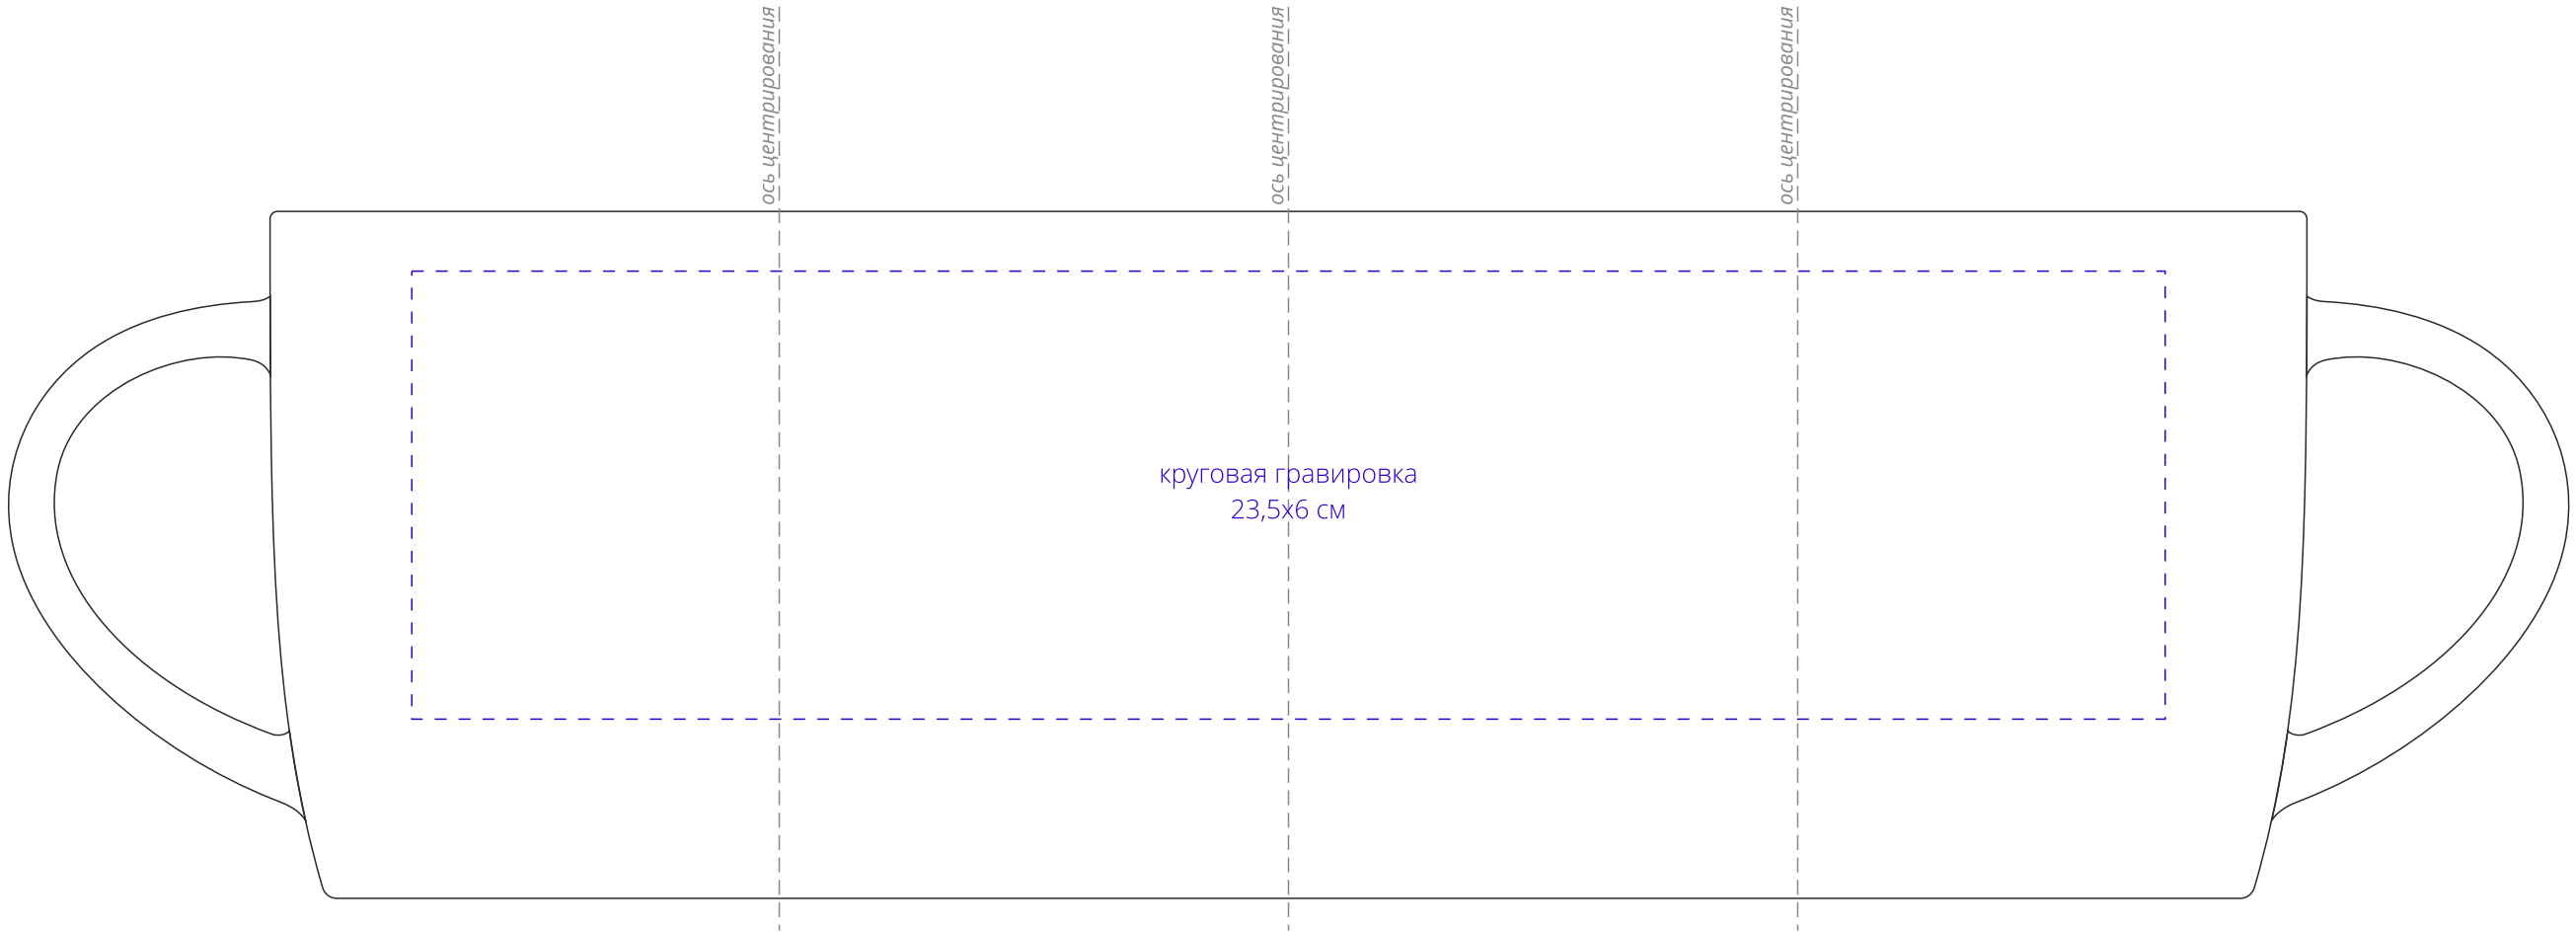 ось центрирования
ось центрирования
ось центрирования
круговая гравировка
23,5х6 см